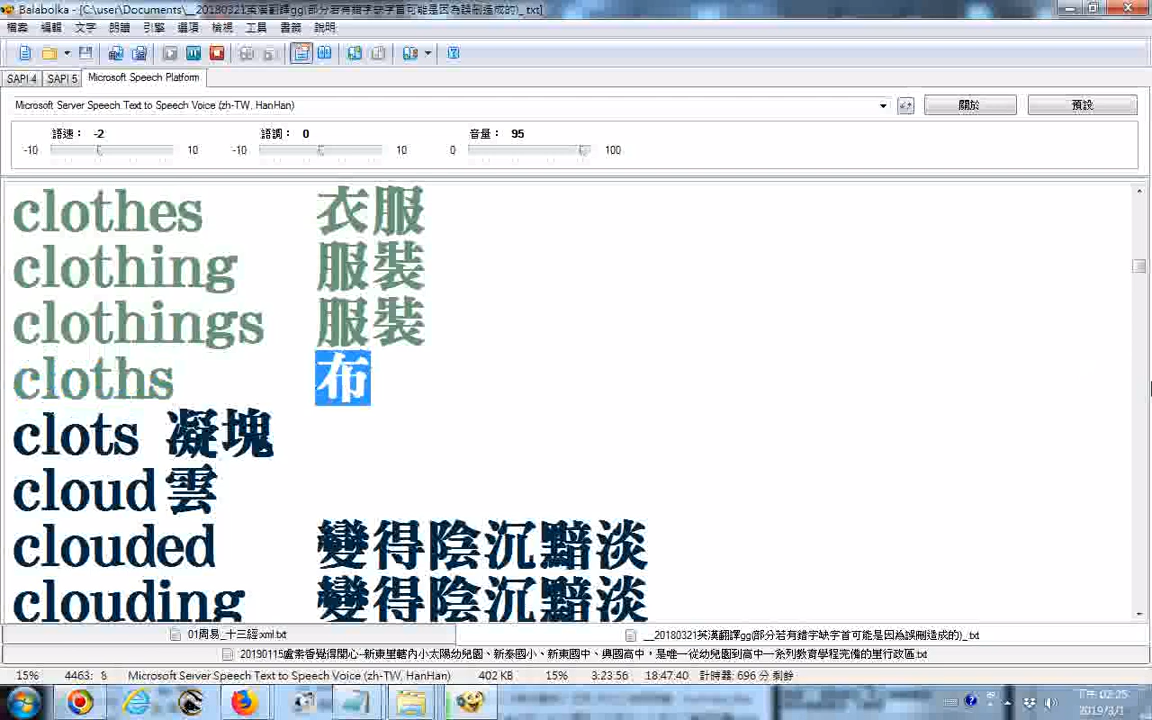 Balabolka - [C:\user\Documents\__20180321英漢翻譯gg(部分若有錯字缺字首可能是因為誤刪造成的)_.txt]
檔案 編輯 文字 朗讀 引擎 選項 檢視 工具 書籤 說明
SAPI 4 SAPI 5 Microsoft Speech Platform
Microsoft Server Speech Text to Speech Voice (zh-TW, HanHan) 關於 預設
語速： -2 語調： 0 音量： 95
-10 10 -10 10 0 100
clothes 衣服
clothing 服裝
clothings 服裝
cloths 布
clots 凝塊
cloud 雲
clouded 變得陰沉黯淡
clouding 變得陰沉黯淡
01周易_十三經.xml.txt __20180321英漢翻譯gg(部分若有錯字缺字首可能是因為誤刪造成的)_.txt
20190115盧素香覺得開心-新東里轄內小太陽幼兒園、新泰國小、新東國中、興國高中，是唯一從幼兒園到高中一系列教育學程完備的里行政區.txt
15% 4463: 8 Microsoft Server Speech Text to Speech Voice (zh-TW, HanHan) 402 KB 15% 3:23:56 18:47:40 計時器: 696 分 剩餘
下午 02:25
2019/3/1